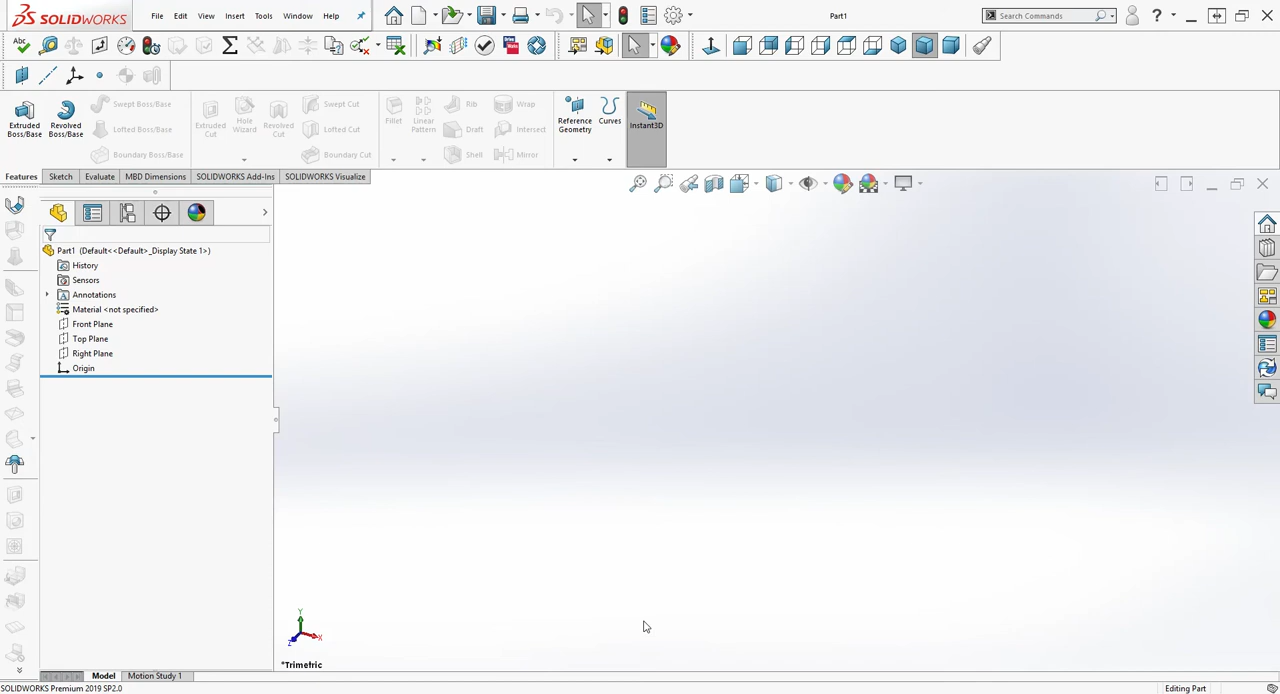 SOLIDWORKS File Edit View Insert Tools Window Help Part1 Search Commands ?
Abc
Extruded Boss/Base Revolved Boss/Base Swept Boss/Base Lofted Boss/Base Boundary Boss/Base Extruded Cut Hole Wizard Revolved Cut Swept Cut Lofted Cut Boundary Cut Fillet Linear Pattern Rib Draft Shell Wrap Intersect Mirror Reference Geometry Curves Instant3D
Features Sketch Evaluate MBD Dimensions SOLIDWORKS Add-Ins SOLIDWORKS Visualize
Part1 (Default<<Default>_Display State 1>)
History
Sensors
Annotations
Material <not specified>
Front Plane
Top Plane
Right Plane
Origin
Y
X
Z
*Trimetric
Model Motion Study 1
SOLIDWORKS Premium 2019 SP2.0 Editing Part